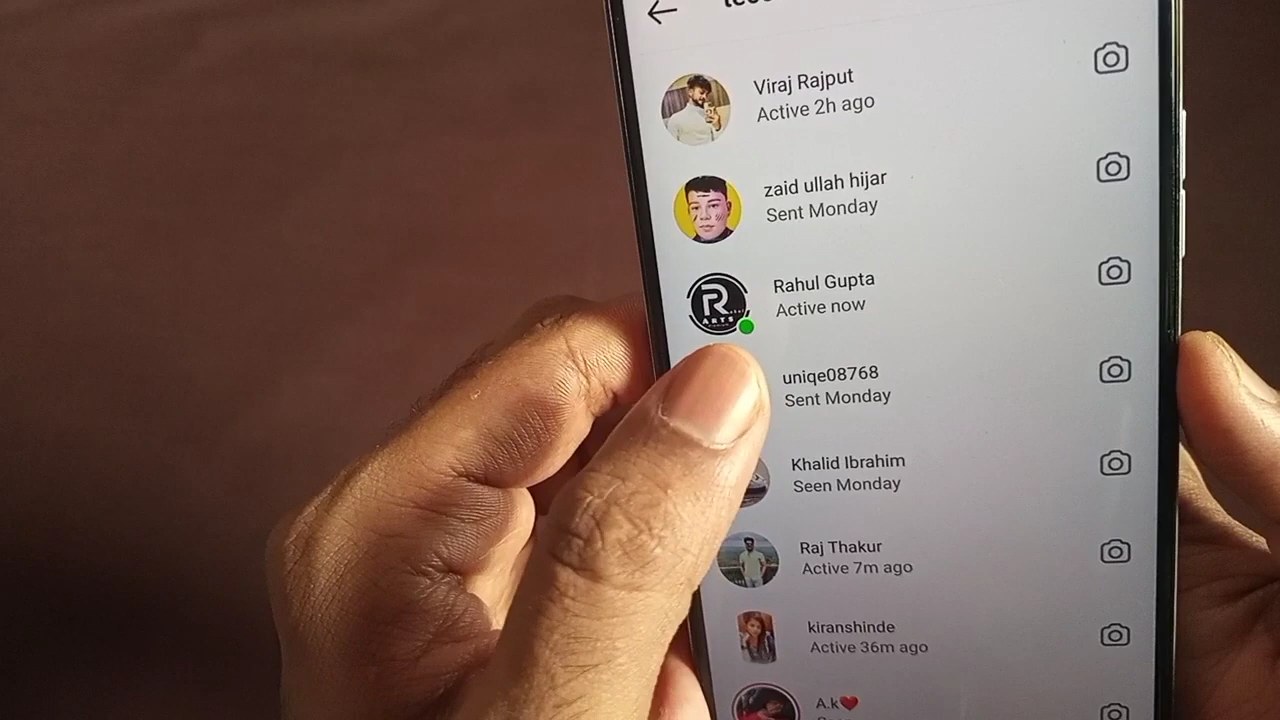 Viraj Rajput
Active 2h ago
zaid ullah hijar
Sent Monday
Rahul Gupta
Active now
R
ARTS
uniqe08768
Sent Monday
Khalid Ibrahim
Seen Monday
Raj Thakur
Active 7m ago
kiranshinde
Active 36m ago
A.k❤️